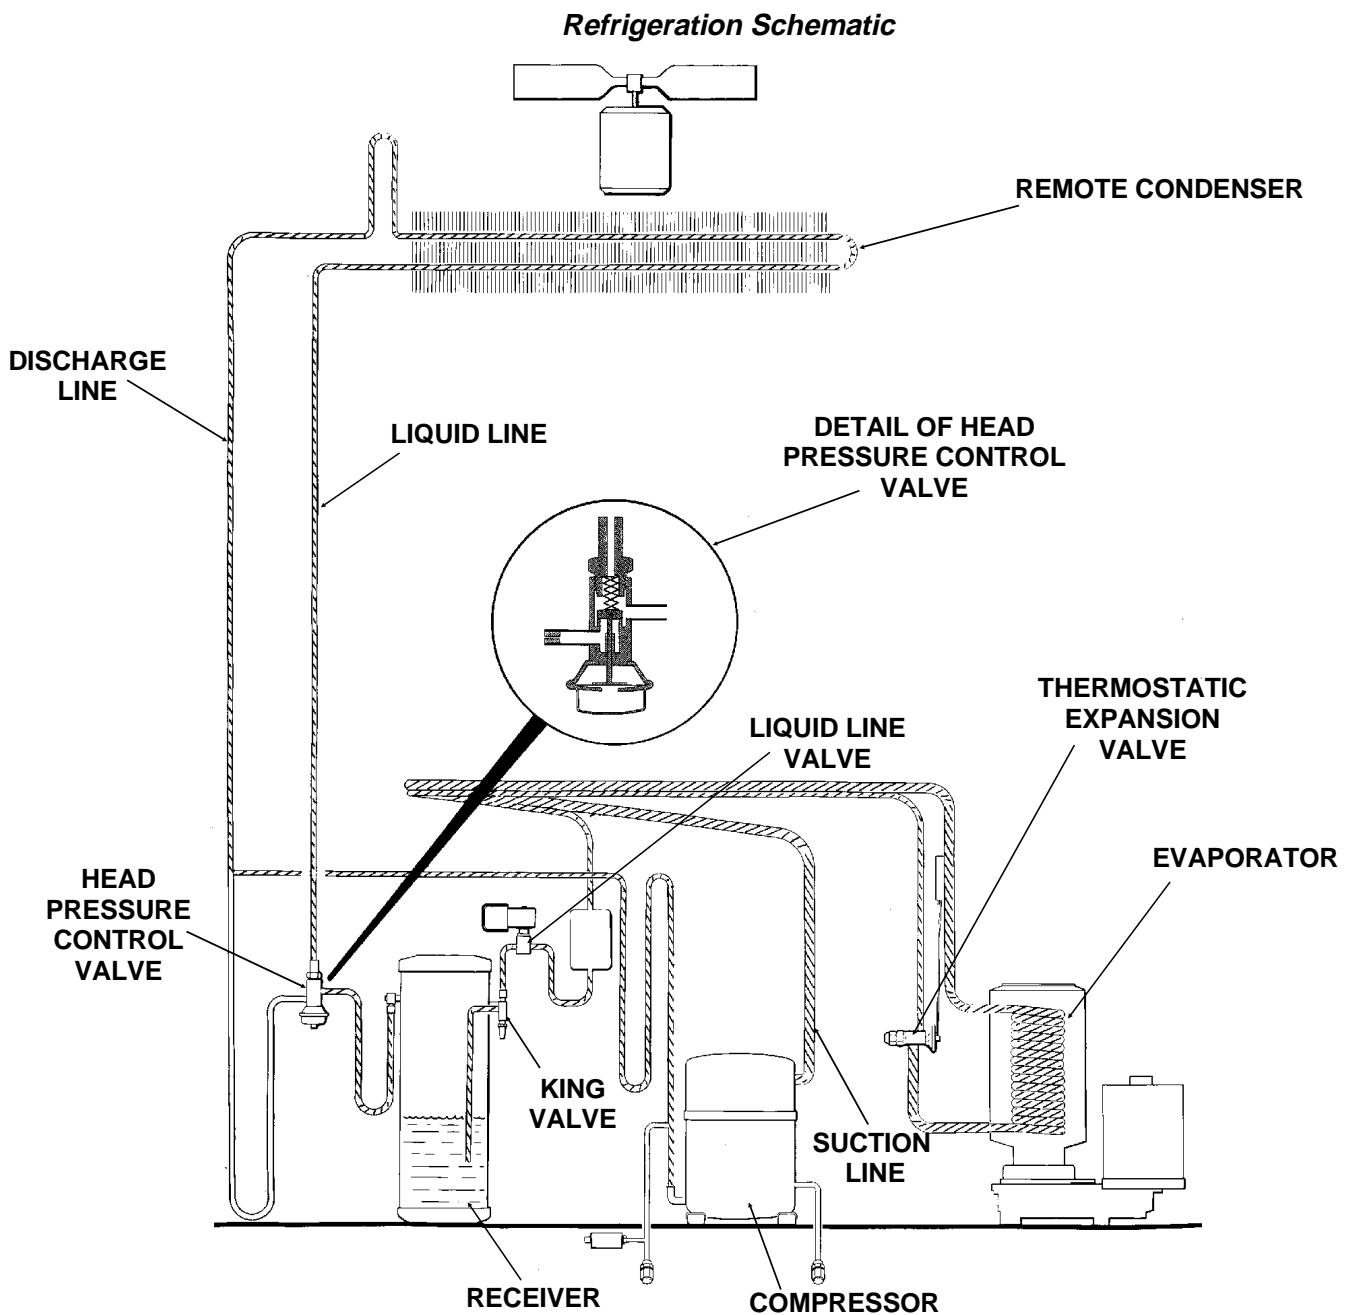 Refrigeration Schematic
REMOTE CONDENSER
DISCHARGE
LINE
LIQUID LINE
DETAIL OF HEAD
PRESSURE CONTROL
VALVE
THERMOSTATIC
EXPANSION
VALVE
LIQUID LINE
VALVE
EVAPORATOR
HEAD
PRESSURE
CONTROL
VALVE
KING
VALVE
SUCTION
LINE
RECEIVER
COMPRESSOR